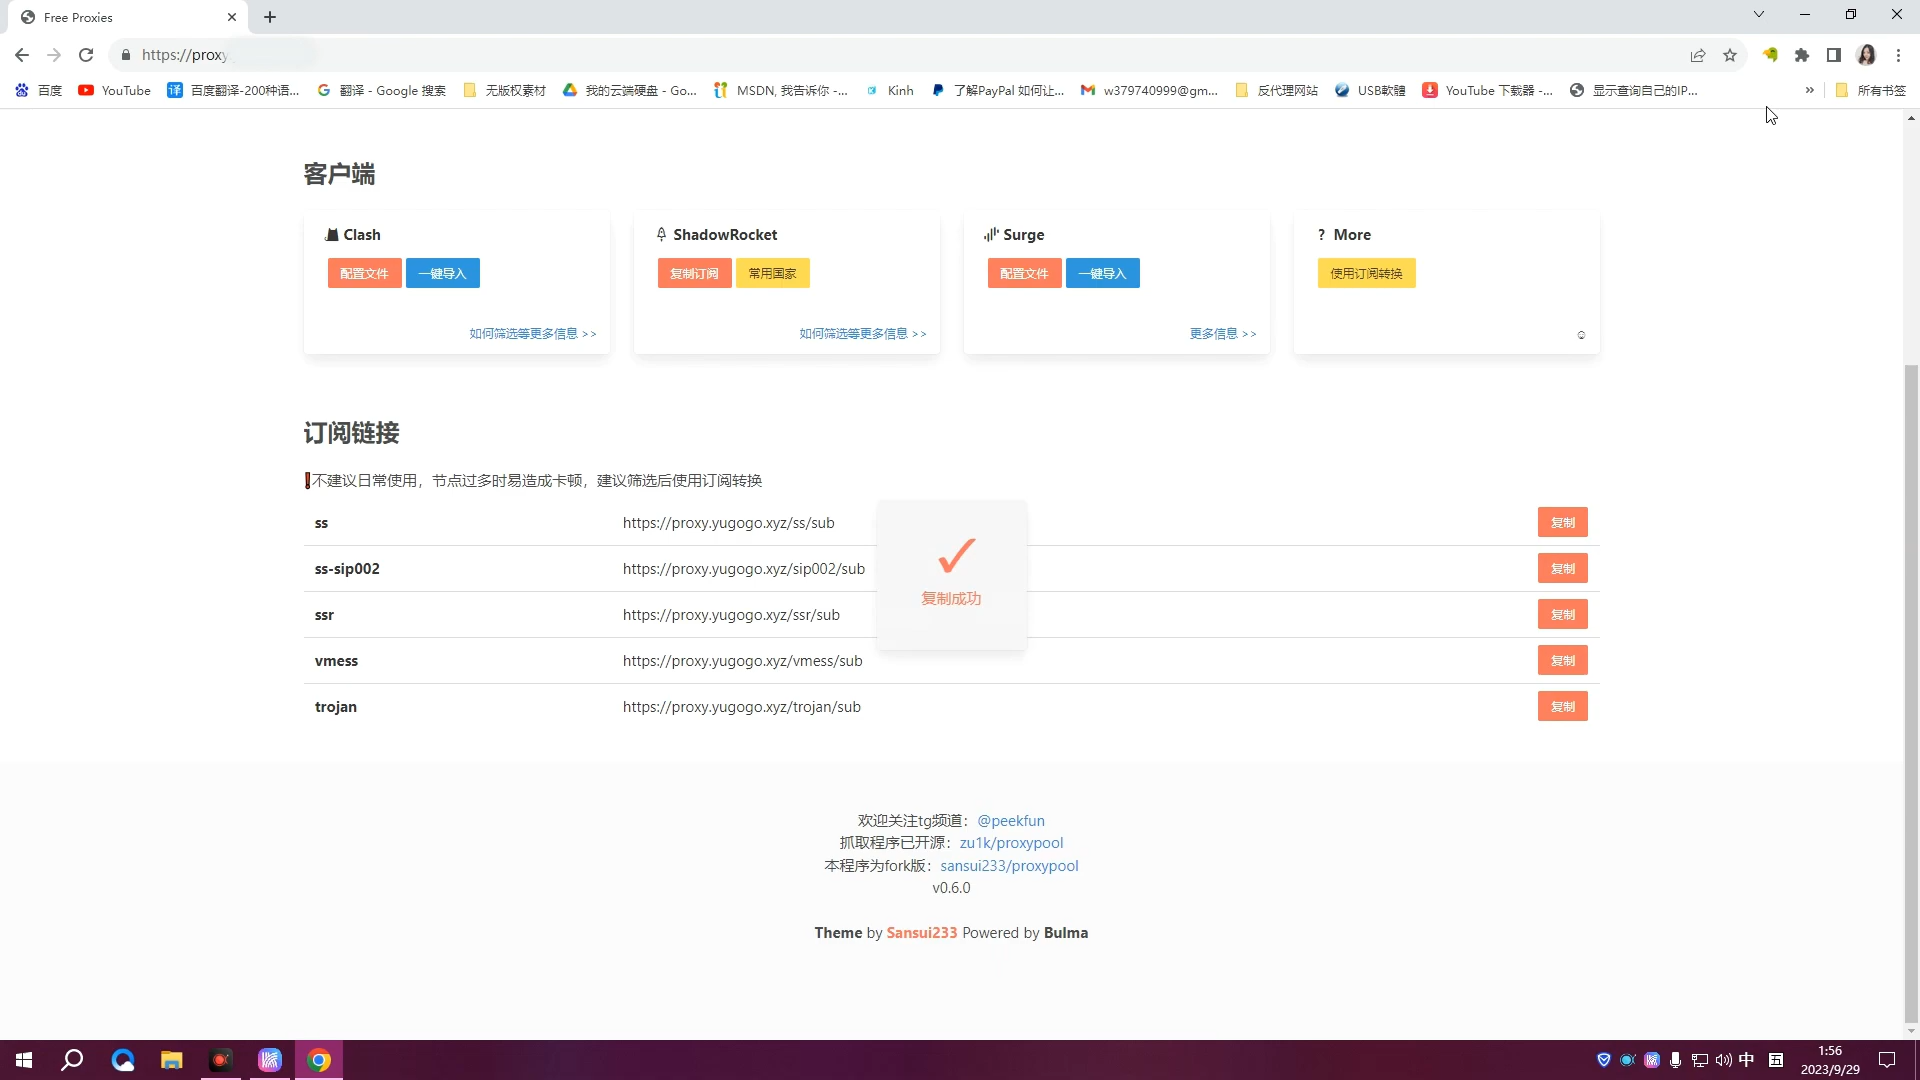 Free Proxies
https://proxy
百度
YouTube
百度翻译-200种语...
翻译 - Google 搜索
无版权素材
我的云端硬盘 - Go...
MSDN, 我告诉你 -...
Kinh
了解PayPal 如何让...
w379740999@gm...
反代理网站
USB軟體
YouTube 下载器 -...
显示查询自己的IP...
»
所有书签
客户端
Clash
配置文件 一键导入
如何筛选等更多信息 >>
ShadowRocket
复制订阅 常用国家
如何筛选等更多信息 >>
Surge
配置文件 一键导入
更多信息 >>
? More
使用订阅转换
订阅链接
❗不建议日常使用，节点过多时易造成卡顿，建议筛选后使用订阅转换
ss https://proxy.yugogo.xyz/ss/sub 复制
ss-sip002 https://proxy.yugogo.xyz/sip002/sub 复制
ssr https://proxy.yugogo.xyz/ssr/sub 复制
vmess https://proxy.yugogo.xyz/vmess/sub 复制
trojan https://proxy.yugogo.xyz/trojan/sub 复制
复制成功
欢迎关注tg频道：@peekfun
抓取程序已开源：zu1k/proxypool
本程序为fork版：sansui233/proxypool
v0.6.0
Theme by Sansui233 Powered by Bulma
译
中
五
1:56
2023/9/29